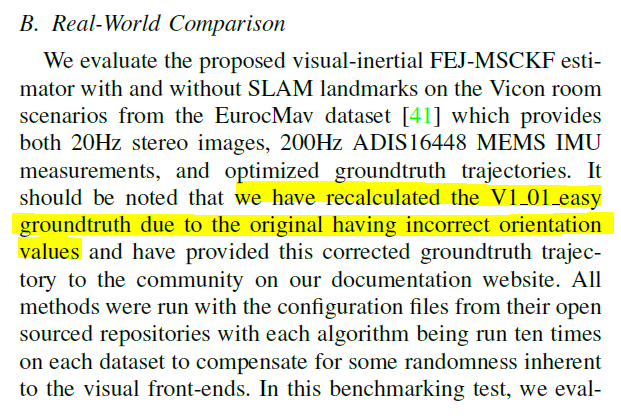 B. Real-World Comparison
We evaluate the proposed visual-inertial FEJ-MSCKF esti-
mator with and without SLAM landmarks on the Vicon room
scenarios from the EurocMav dataset [41] which provides
both 20Hz stereo images, 200Hz ADIS16448 MEMS IMU
measurements, and optimized groundtruth trajectories. It
should be noted that we have recalculated the V1_01_easy
groundtruth due to the original having incorrect orientation
values and have provided this corrected groundtruth trajec-
tory to the community on our documentation website. All
methods were run with the configuration files from their open
sourced repositories with each algorithm being run ten times
on each dataset to compensate for some randomness inherent
to the visual front-ends. In this benchmarking test, we eval-